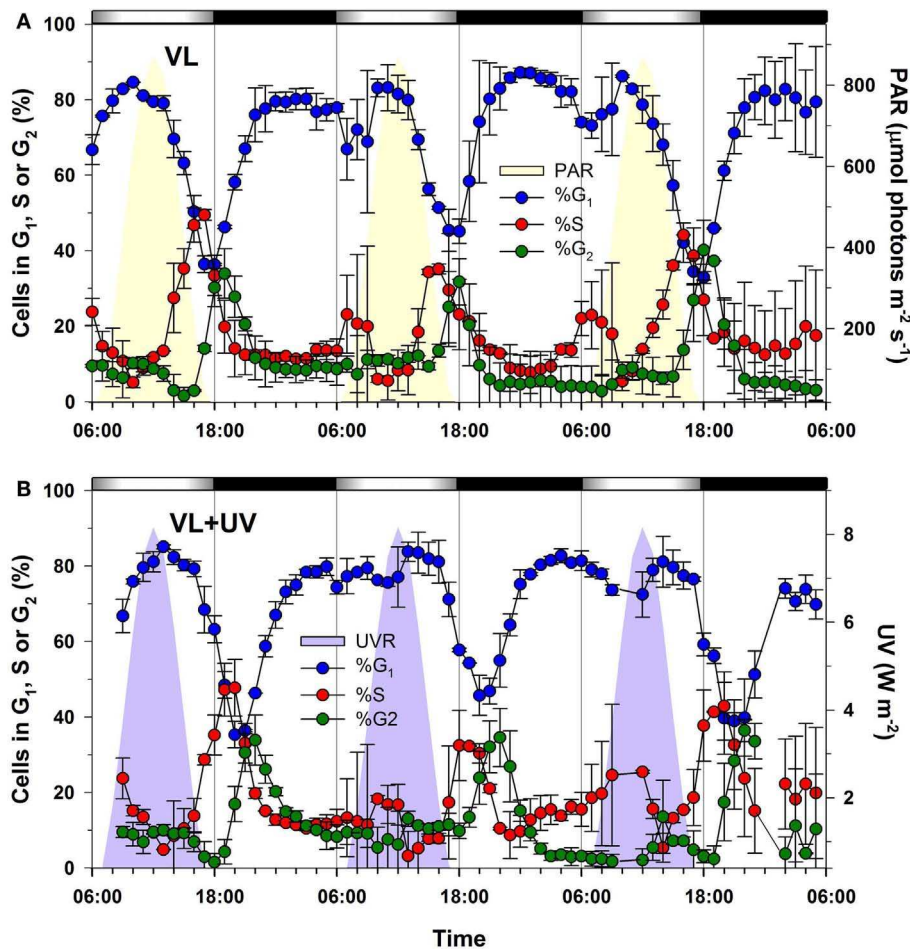 A
VL
100
80
60
40
20
0
Cells in G₁, S or G₂ (%)
PAR
%G₁
%S
%G₂
800
600
400
200
PAR (μmol photons m⁻² s⁻¹)
06:00 18:00 06:00 18:00 06:00 18:00 06:00
B
VL+UV
100
80
60
40
20
0
Cells in G₁, S or G₂ (%)
UVR
%G₁
%S
%G2
8
6
4
2
UV (W m⁻²)
06:00 18:00 06:00 18:00 06:00 18:00 06:00
Time